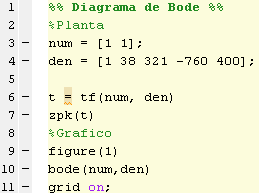 1 %% Diagrama de Bode %%
2 %Planta
3 - num = [1 1];
4 - den = [1 38 321 -760 400];
5
6 - t = tf(num, den)
7 - zpk(t)
8 %Grafico
9 - figure(1)
10 - bode(num,den)
11 - grid on;